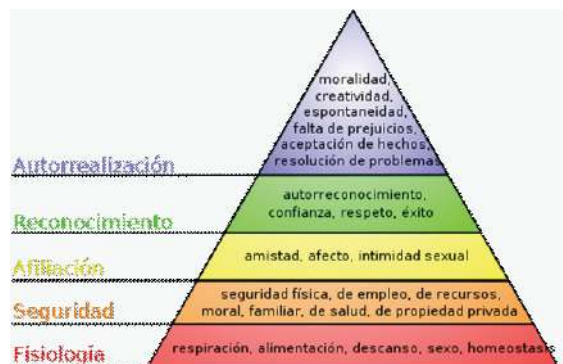 moralidad,
creatividad,
espontaneidad,
falta de prejuicios,
aceptación de hechos,
resolución de problemas
Autorrealización
autorreconocimiento,
confianza, respeto, éxito
Reconocimiento
amistad, afecto, intimidad sexual
Afiliación
seguridad física, de empleo, de recursos,
moral, familiar, de salud, de propiedad privada
Seguridad
respiración, alimentación, descanso, sexo, homeostasis
Fisiología